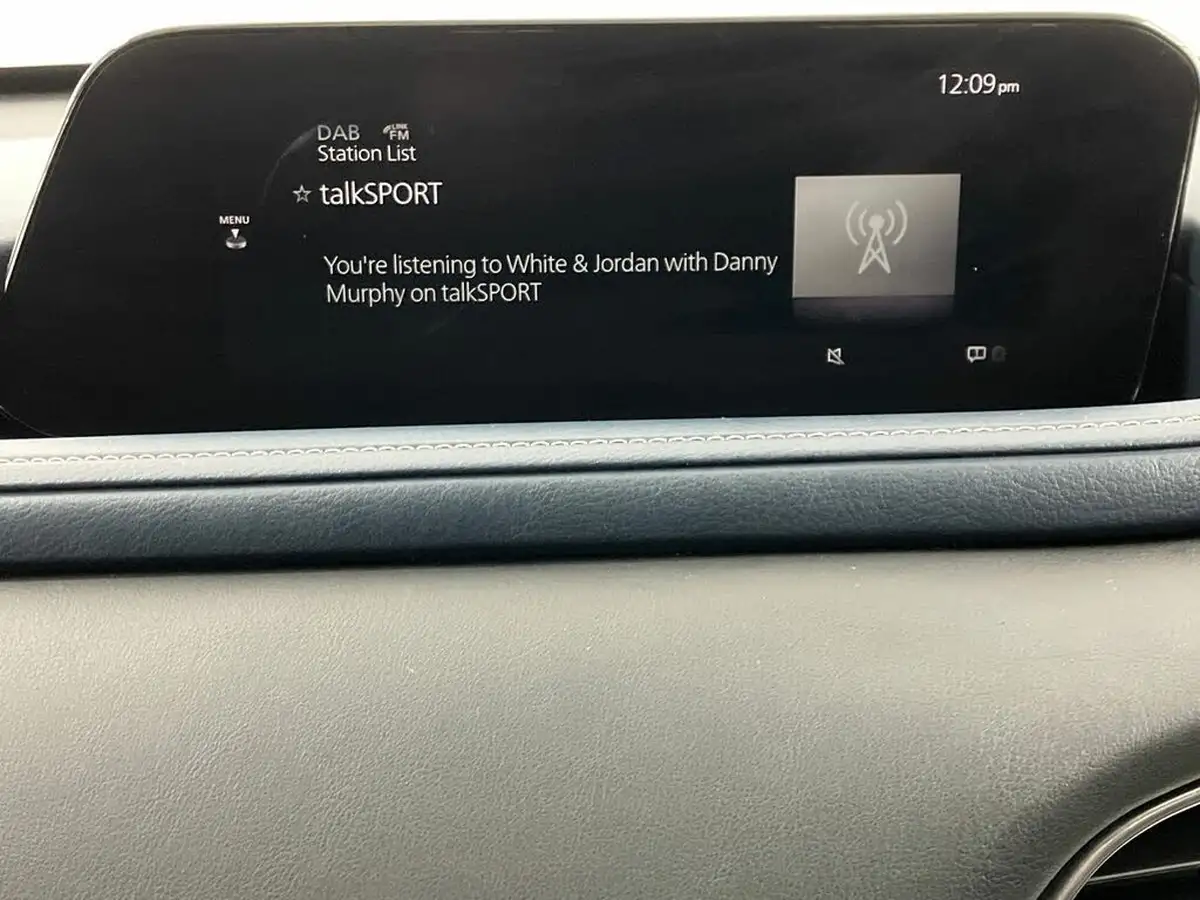 12:09pm
DAB LINK FM
Station List
talkSPORT
MENU
You're listening to White & Jordan with Danny
Murphy on talkSPORT